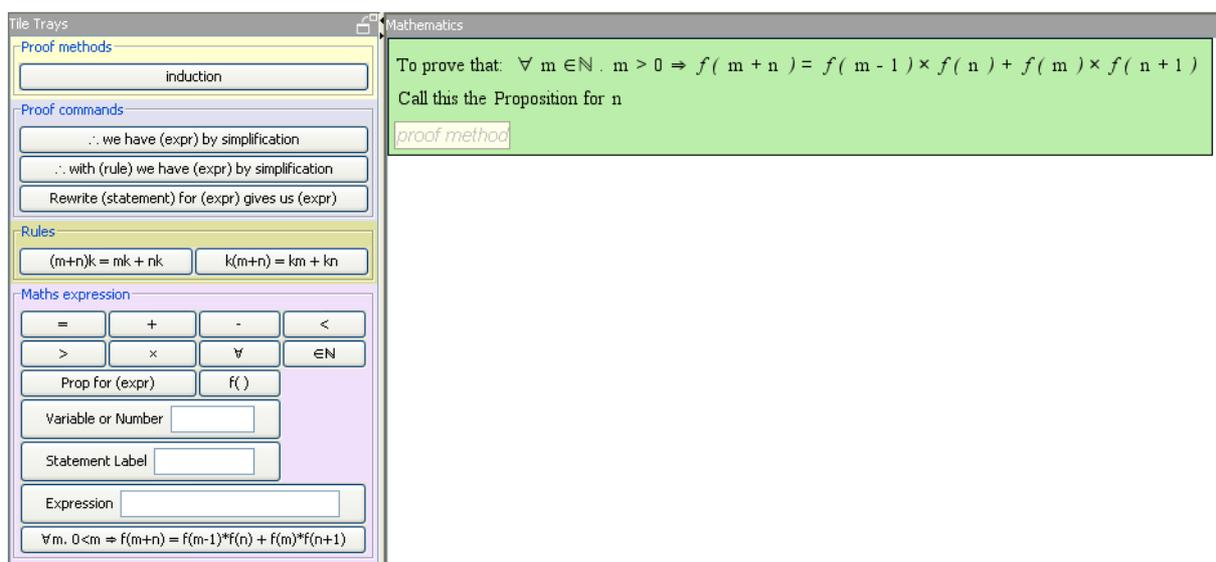 Tile Trays
Proof methods
induction
Proof commands
∴ we have (expr) by simplification
∴ with (rule) we have (expr) by simplification
Rewrite (statement) for (expr) gives us (expr)
Rules
(m+n)k = mk + nk k(m+n) = km + kn
Maths expression
= + - <
> × ∀ ∈ℕ
Prop for (expr) f( )
Variable or Number
Statement Label
Expression
∀m. 0<m ⇒ f(m+n) = f(m-1)*f(n) + f(m)*f(n+1)
Mathematics
To prove that: ∀ m ∈ℕ . m > 0 ⇒ f( m + n ) = f( m - 1 ) × f( n ) + f( m ) × f( n + 1 )
Call this the Proposition for n
proof method